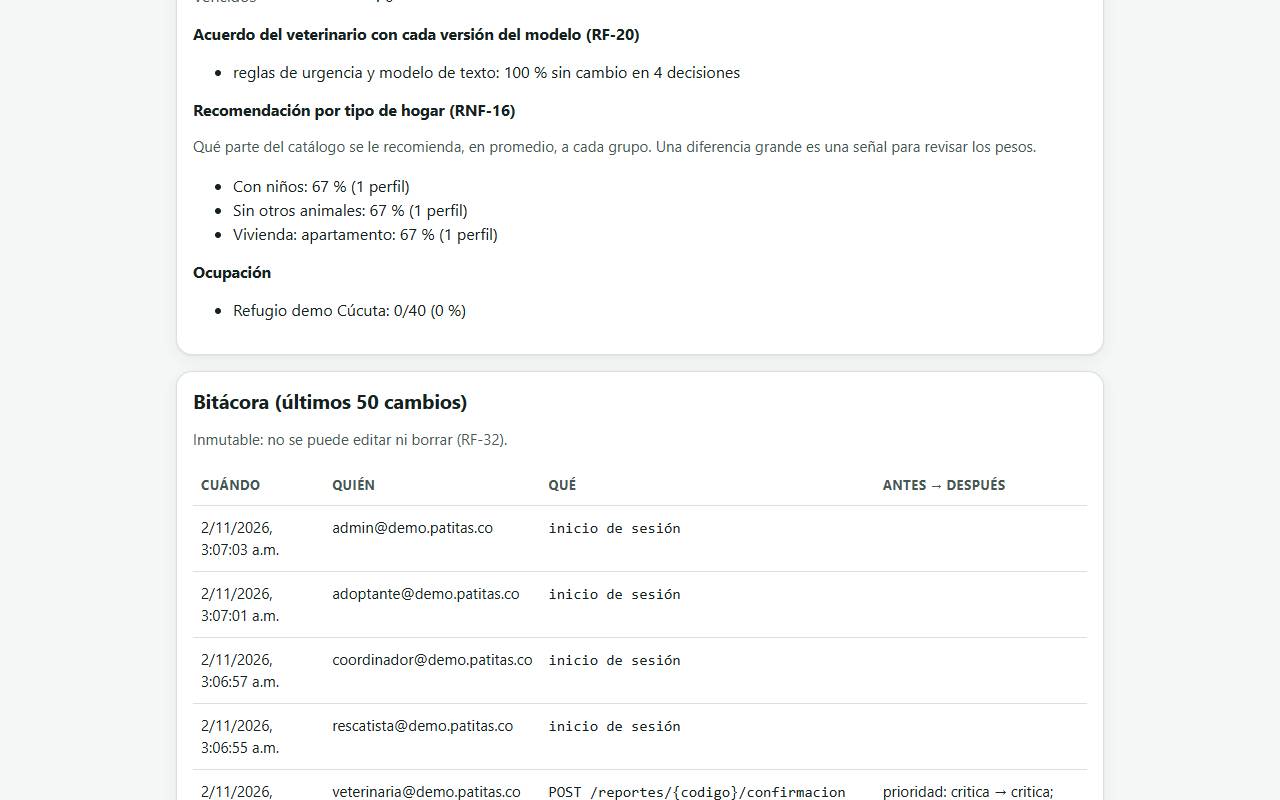 Acuerdo del veterinario con cada versión del modelo (RF-20)
• reglas de urgencia y modelo de texto: 100 % sin cambio en 4 decisiones
Recomendación por tipo de hogar (RNF-16)
Qué parte del catálogo se le recomienda, en promedio, a cada grupo. Una diferencia grande es una señal para revisar los pesos.
• Con niños: 67 % (1 perfil)
• Sin otros animales: 67 % (1 perfil)
• Vivienda: apartamento: 67 % (1 perfil)
Ocupación
• Refugio demo Cúcuta: 0/40 (0 %)
Bitácora (últimos 50 cambios)
Inmutable: no se puede editar ni borrar (RF-32).
CUÁNDO QUIÉN QUÉ ANTES → DESPUÉS
2/11/2026, admin@demo.patitas.co inicio de sesión
3:07:03 a.m.
2/11/2026, adoptante@demo.patitas.co inicio de sesión
3:07:01 a.m.
2/11/2026, coordinador@demo.patitas.co inicio de sesión
3:06:57 a.m.
2/11/2026, rescatista@demo.patitas.co inicio de sesión
3:06:55 a.m.
2/11/2026, veterinaria@demo.patitas.co POST /reportes/{codigo}/confirmacion prioridad: critica → critica;